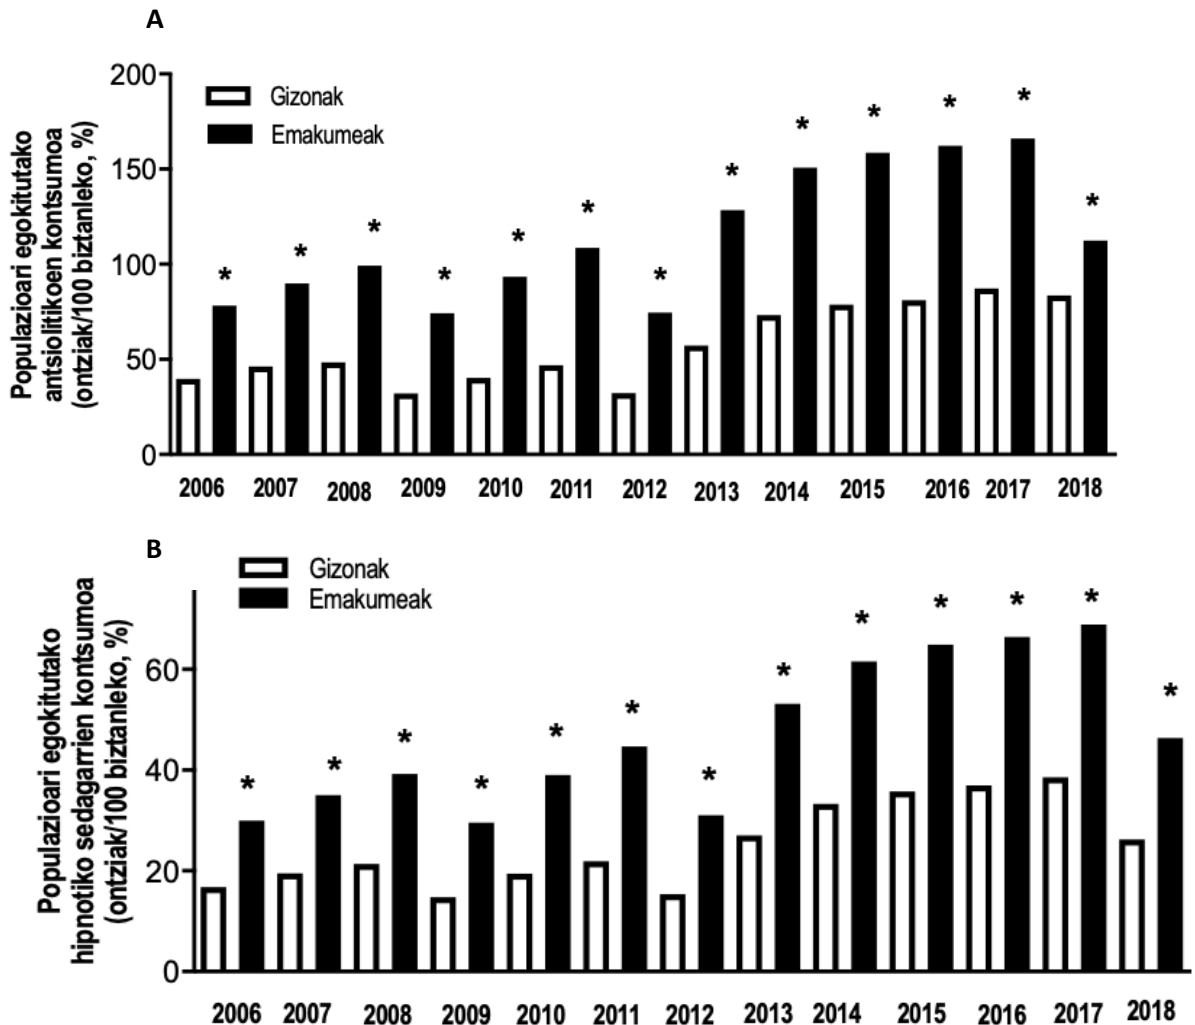 A
200
150
100
50
0
Populazioari egokitutako
antsiolitikoen kontsumoa
(ontziak/100 biztanleko, %)
Gizonak
Emakumeak
* * * * * * * * * * * * *
2006 2007 2008 2009 2010 2011 2012 2013 2014 2015 2016 2017 2018
B
60
40
20
0
Populazioari egokitutako
hipnotiko sedagarrien kontsumoa
(ontziak/100 biztanleko, %)
Gizonak
Emakumeak
* * * * * * * * * * * * *
2006 2007 2008 2009 2010 2011 2012 2013 2014 2015 2016 2017 2018